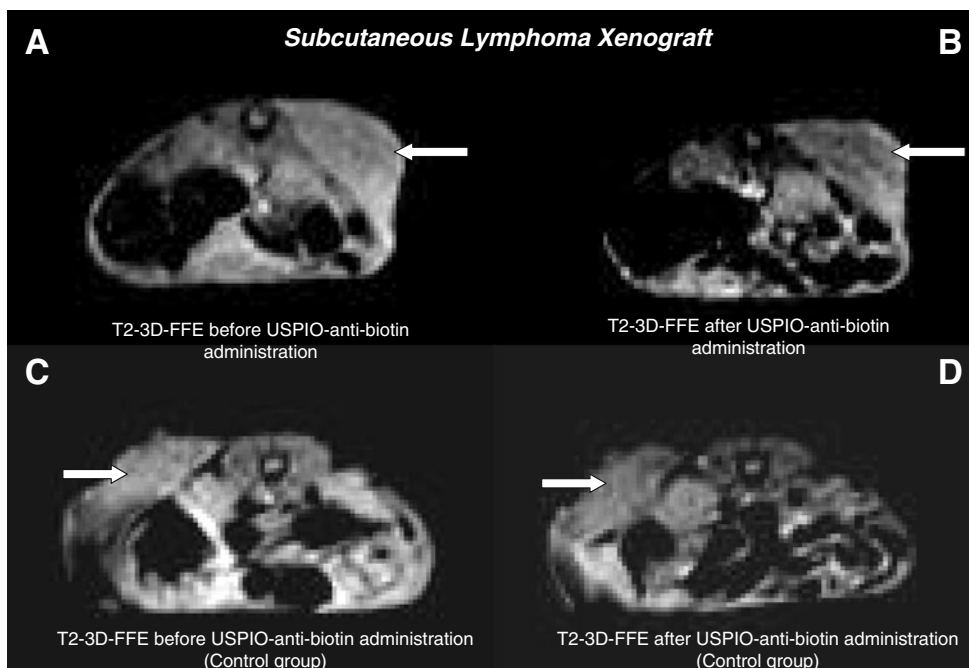 A
Subcutaneous Lymphoma Xenograft
B
T2-3D-FFE before USPIO-anti-biotin
administration
T2-3D-FFE after USPIO-anti-biotin
administration
C
D
T2-3D-FFE before USPIO-anti-biotin administration
(Control group)
T2-3D-FFE after USPIO-anti-biotin administration
(Control group)